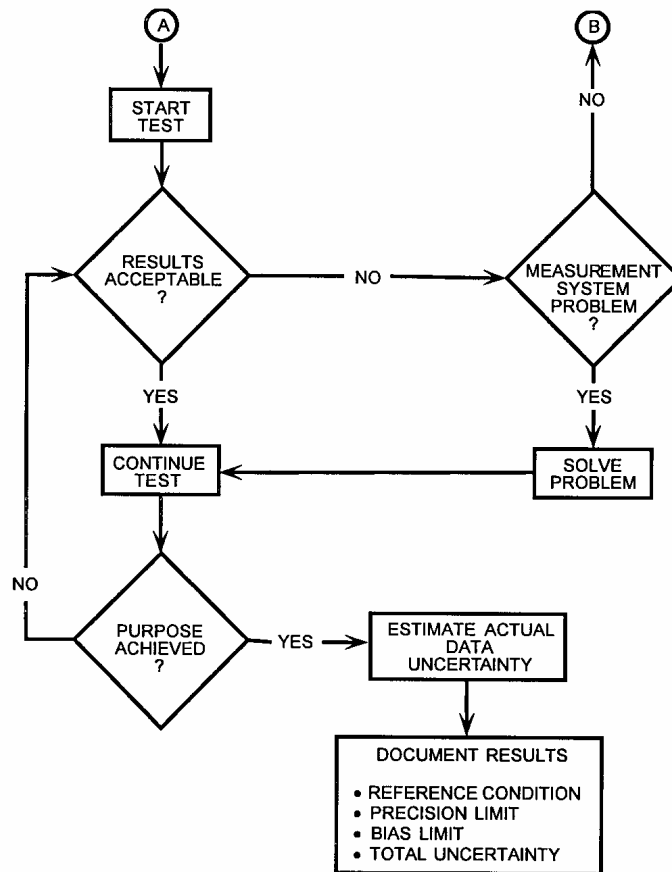 A
B
START
TEST
NO
RESULTS
ACCEPTABLE
?
NO
MEASUREMENT
SYSTEM
PROBLEM
?
YES
YES
CONTINUE
TEST
SOLVE
PROBLEM
NO
PURPOSE
ACHIEVED
?
YES
ESTIMATE ACTUAL
DATA
UNCERTAINTY
DOCUMENT RESULTS
• REFERENCE CONDITION
• PRECISION LIMIT
• BIAS LIMIT
• TOTAL UNCERTAINTY